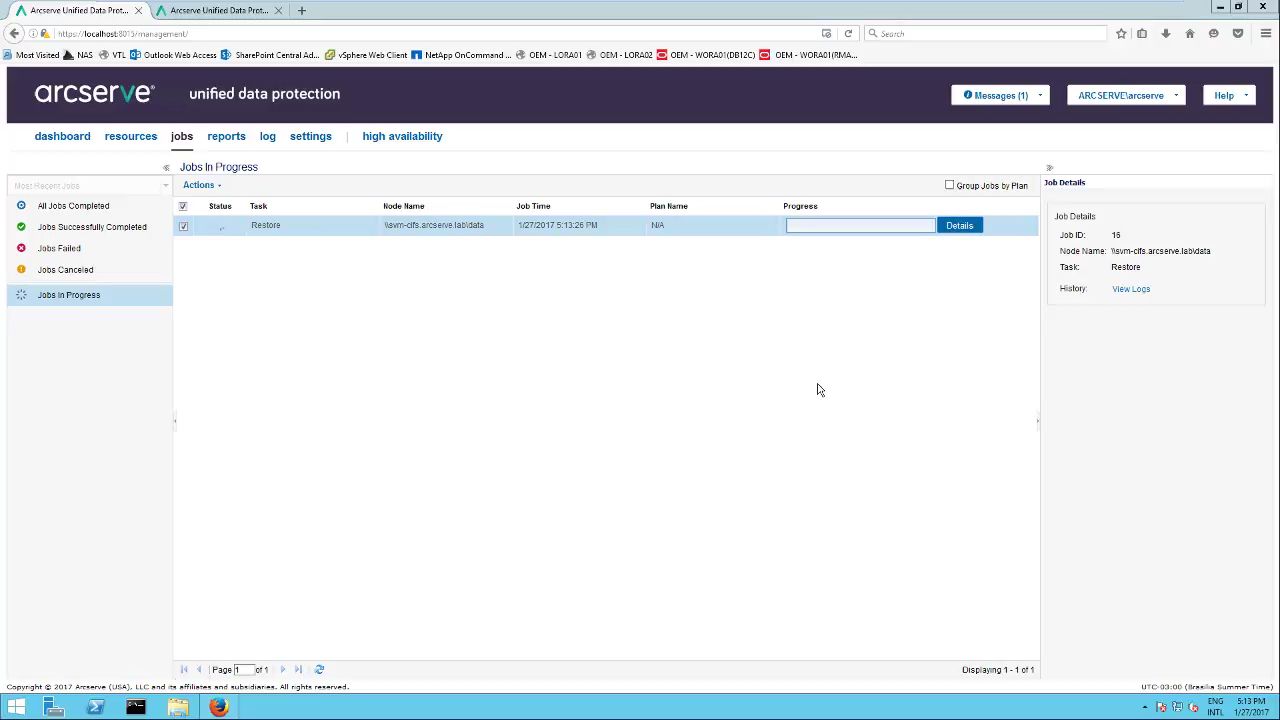 Arcserve Unified Data Prot...
Arcserve Unified Data Prot...
https://localhost:8015/management/
Search
Most Visited
NAS
VTL
Outlook Web Access
SharePoint Central Ad...
vSphere Web Client
NetApp OnCommand ...
OEM - LORA01
OEM - LORA02
OEM - WORA01(DB12C)
OEM - WORA01(RMA...
arcserve®
unified data protection
Messages (1)
ARCSERVE\arcserve
Help
dashboard
resources
jobs
reports
log
settings
high availability
Most Recent Jobs
All Jobs Completed
Jobs Successfully Completed
Jobs Failed
Jobs Canceled
Jobs In Progress
Jobs In Progress
Actions
Group Jobs by Plan
Status Task Node Name Job Time Plan Name Progress
Restore \\svm-cifs.arcserve.lab\data 1/27/2017 5:13:26 PM N/A Details
Job Details
Job Details
Job ID: 16
Node Name: \\svm-cifs.arcserve.lab\data
Task: Restore
History: View Logs
Page 1 of 1
Displaying 1 - 1 of 1
Copyright © 2017 Arcserve (USA), LLC and its affiliates and subsidiaries. All rights reserved.
UTC-03:00 (Brasilia Summer Time)
ENG
INTL
5:13 PM
1/27/2017